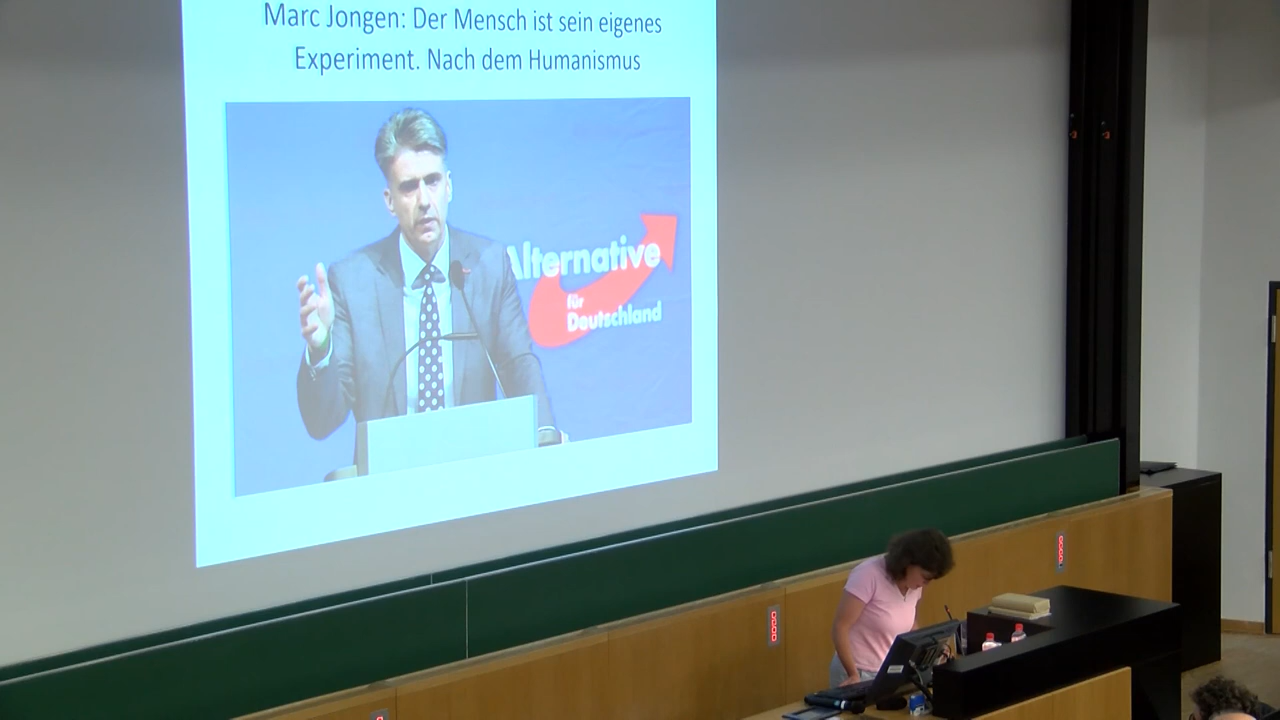 Marc Jongen: Der Mensch ist sein eigenes
Experiment. Nach dem Humanismus
Alternative
für
Deutschland